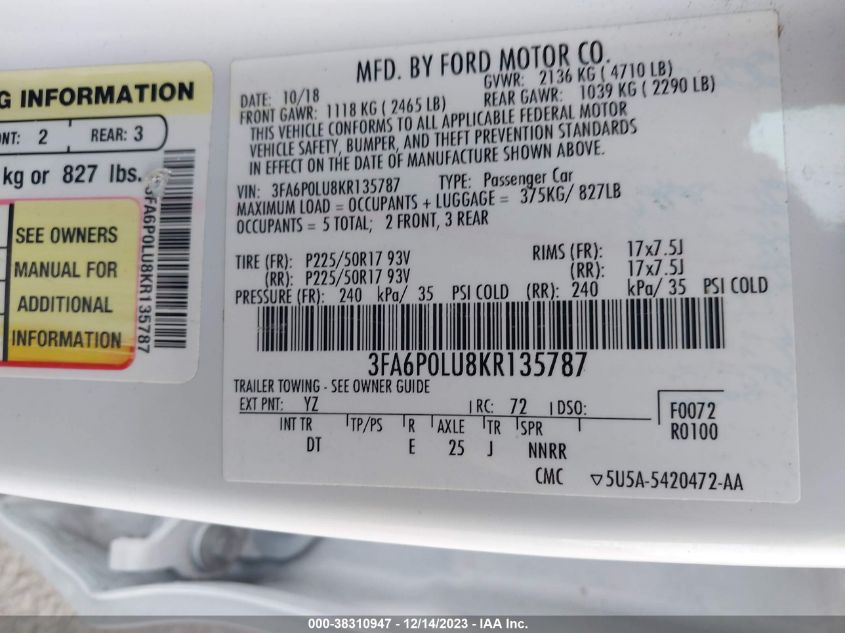 G INFORMATION
NT: 2 REAR: 3
kg or 827 lbs.
SEE OWNERS
MANUAL FOR
ADDITIONAL
INFORMATION
3FA6P0LU8KR135787
MFD. BY FORD MOTOR CO.
DATE: 10/18 GVWR: 2136 KG ( 4710 LB)
FRONT GAWR: 1118 KG ( 2465 LB) REAR GAWR: 1039 KG ( 2290 LB)
THIS VEHICLE CONFORMS TO ALL APPLICABLE FEDERAL MOTOR
VEHICLE SAFETY, BUMPER, AND THEFT PREVENTION STANDARDS
IN EFFECT ON THE DATE OF MANUFACTURE SHOWN ABOVE.
VIN: 3FA6P0LU8KR135787 TYPE: Passenger Car
MAXIMUM LOAD = OCCUPANTS + LUGGAGE = 375KG/ 827LB
OCCUPANTS = 5 TOTAL; 2 FRONT, 3 REAR
TIRE (FR): P225/50R17 93V RIMS (FR): 17x7.5J
(RR): P225/50R17 93V (RR): 17x7.5J
PRESSURE (FR): 240 kPa/ 35 PSI COLD (RR): 240 kPa/ 35 PSI COLD
3FA6P0LU8KR135787
TRAILER TOWING - SEE OWNER GUIDE
EXT PNT: YZ RC: 72 DSO: F0072
INT TR TP/PS R AXLE TR SPR R0100
DT E 25 J NNRR
CMC ▽5U5A-5420472-AA
000-38310947 - 12/14/2023 - IAA Inc.